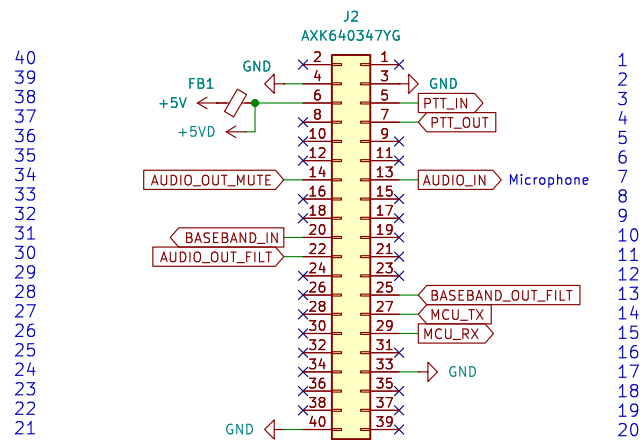 J2
AXK640347YG
40 2 1 1
39 GND 4 3 GND 2
38 FB1 +5V 6 5 PTT_IN 3
37 +5VD 8 7 PTT_OUT 4
36 10 9 5
35 12 11 6
34 AUDIO_OUT_MUTE 14 13 AUDIO_IN Microphone 7
33 16 15 8
32 18 17 9
31 BASEBAND_IN 20 19 10
30 AUDIO_OUT_FILT 22 21 11
29 24 23 12
28 26 25 BASEBAND_OUT_FILT 13
27 28 27 MCU_TX 14
26 30 29 MCU_RX 15
25 32 31 16
24 34 33 GND 17
23 36 35 18
22 38 37 19
21 GND 40 39 20